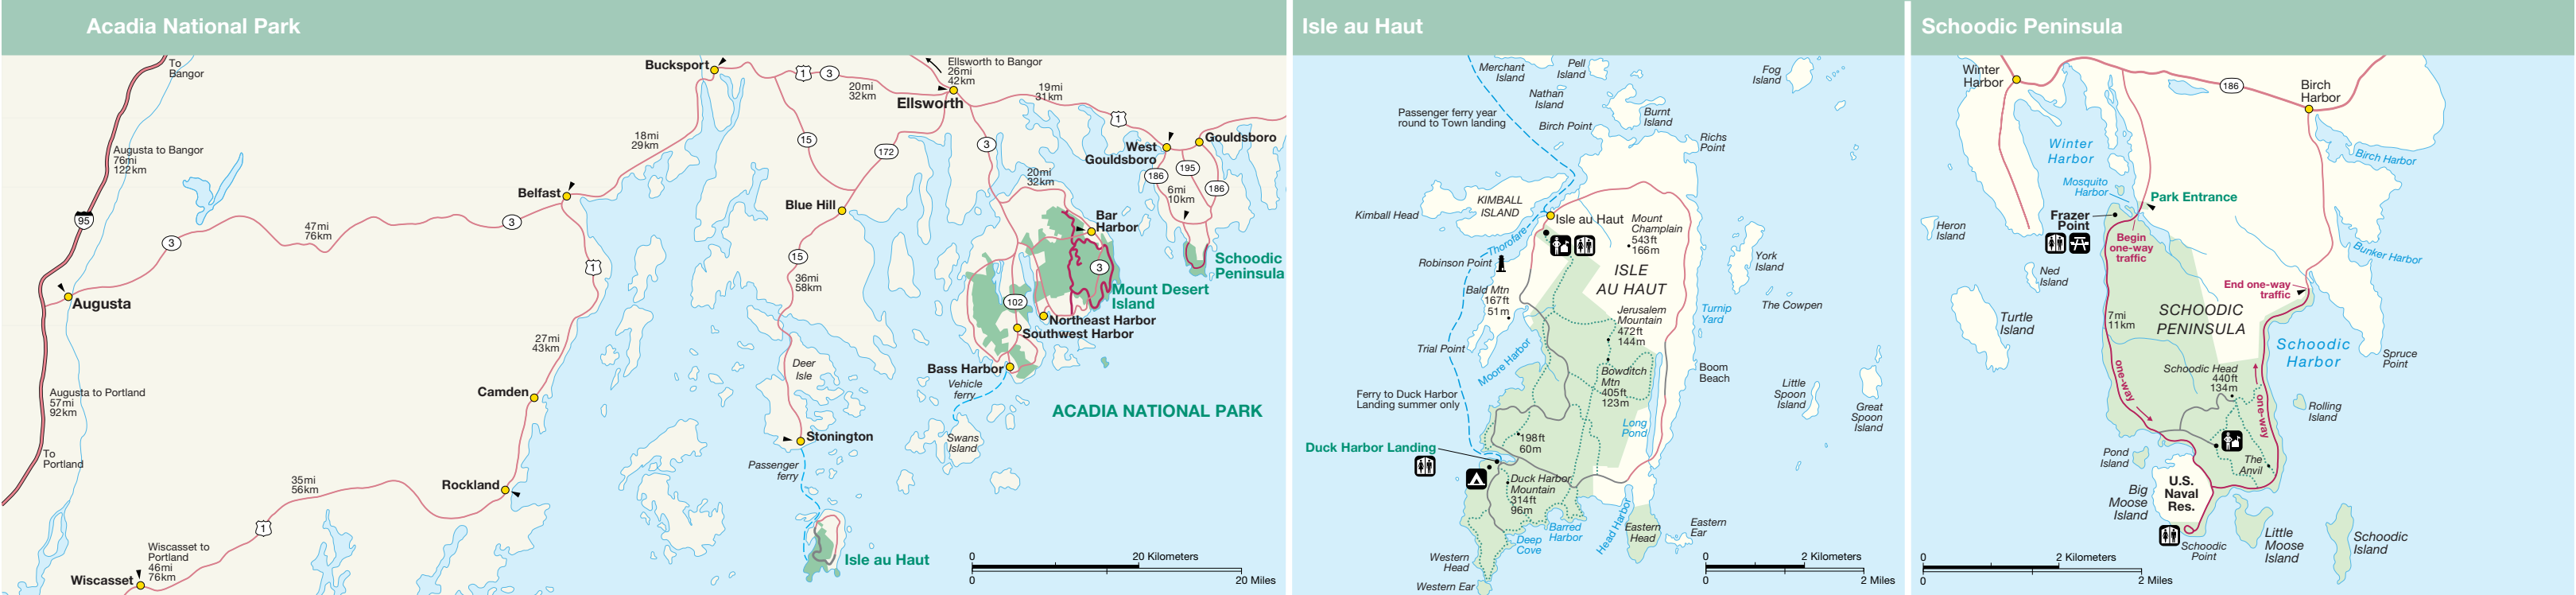 Acadia National Park
To
Bangor
Bucksport
1
3
20mi
32km
Ellsworth to Bangor
26mi
42km
Ellsworth
19mi
31km
1
Gouldsboro
West
Gouldsboro
195
186
186
6mi
10km
18mi
29km
15
172
3
Augusta to Bangor
76mi
122km
95
Belfast
3
47mi
76km
3
Blue Hill
20mi
32km
Bar
Harbor
3
Schoodic
Peninsula
Mount Desert
Island
1
15
36mi
58km
102
Augusta
Northeast Harbor
Southwest Harbor
27mi
43km
Deer
Isle
Bass Harbor
Vehicle
ferry
Augusta to Portland
57mi
92km
Camden
ACADIA NATIONAL PARK
Stonington
Swans
Island
To
Portland
Passenger
ferry
35mi
56km
Rockland
1
Wiscasset to
Portland
46mi
76km
Wiscasset
Isle au Haut
0
20 Kilometers
0
20 Miles
Isle au Haut
Merchant
Island
Pell
Island
Fog
Island
Nathan
Island
Passenger ferry year
round to Town landing
Burnt
Island
Birch Point
Richs
Point
KIMBALL
ISLAND
Kimball Head
Isle au Haut
Mount
Champlain
543ft
166m
Thorofare
Robinson Point
ISLE
AU HAUT
York
Island
Bald Mtn
167ft
51m
The Cowpen
Turnip
Yard
Jerusalem
Mountain
472ft
144m
Trial Point
Moore Harbor
Bowditch
Mtn
405ft
123m
Boom
Beach
Ferry to Duck Harbor
Landing summer only
Little
Spoon
Island
Great
Spoon
Island
Long
Pond
198ft
60m
Duck Harbor Landing
Duck Harbor
Mountain
314ft
96m
Barred
Harbor
Deep
Cove
Head Harbor
Eastern
Head
Eastern
Ear
Western
Head
Western Ear
0
2 Kilometers
0
2 Miles
Schoodic Peninsula
Winter
Harbor
186
Birch
Harbor
Winter
Harbor
Birch Harbor
Mosquito
Harbor
Park Entrance
Frazer
Point
Heron
Island
Begin
one-way
traffic
Bunker Harbor
Ned
Island
End one-way
traffic
Turtle
Island
7mi
11km
SCHOODIC
PENINSULA
Schoodic
Harbor
Spruce
Point
Schoodic Head
440ft
134m
one-way
one-way
Rolling
Island
Pond
Island
The
Anvil
U.S.
Naval
Res.
Big
Moose
Island
Schoodic
Point
Little
Moose
Island
Schoodic
Island
0
2 Kilometers
0
2 Miles